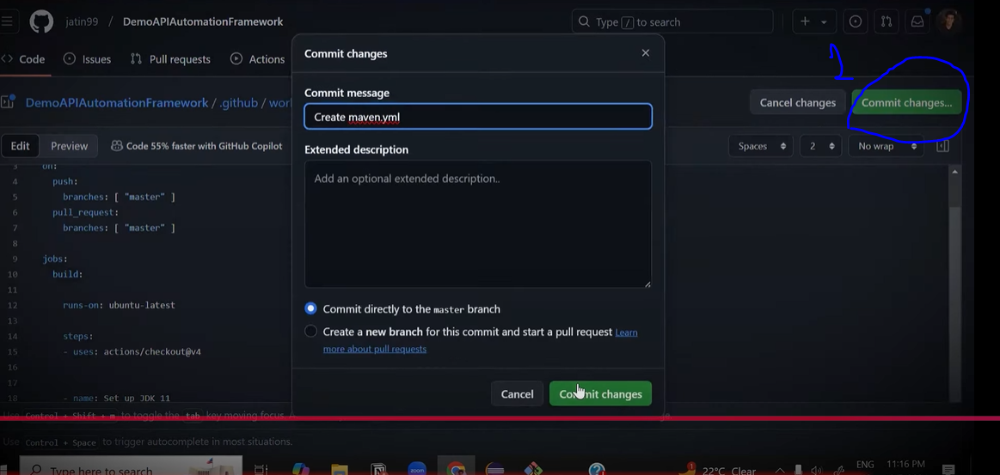 jatin99 / DemoAPIAutomationFramework
Type / to search
Code Issues Pull requests Actions
DemoAPIAutomationFramework / .github /
Cancel changes Commit changes...
2
Edit Preview Code 55% faster with GitHub Copilot
Spaces 2 No wrap
3 on:
4 push:
5 branches: [ "master" ]
6 pull_request:
7 branches: [ "master" ]
8
9 jobs:
10 build:
11
12 runs-on: ubuntu-latest
13
14 steps:
15 - uses: actions/checkout@v4
16
17
18 - name: Set up JDK 11
Commit changes
Commit message
Create maven.yml
Extended description
Add an optional extended description..
Commit directly to the master branch
Create a new branch for this commit and start a pull request Learn
more about pull requests
Cancel Commit changes
Use Control + Shift + m to toggle the tab key moving focus.
Use Control + Space to trigger autocomplete in most situations.
Type here to search
zoom
1
22°C Clear
ENG
11:16 PM